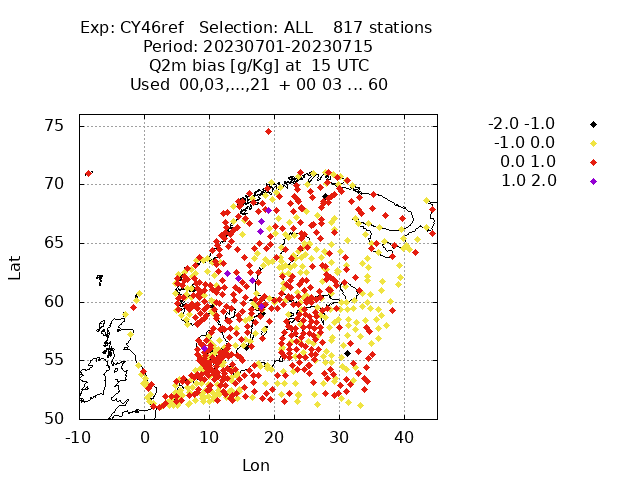 Exp: CY46ref   Selection: ALL    817 stations
Period: 20230701-20230715
Q2m bias [g/Kg] at  15 UTC
Used  00,03,...,21  + 00 03 ... 60
-2.0 -1.0
-1.0  0.0
0.0  1.0
1.0  2.0
75
70
65
60
55
50
Lat
-10 0 10 20 30 40
Lon